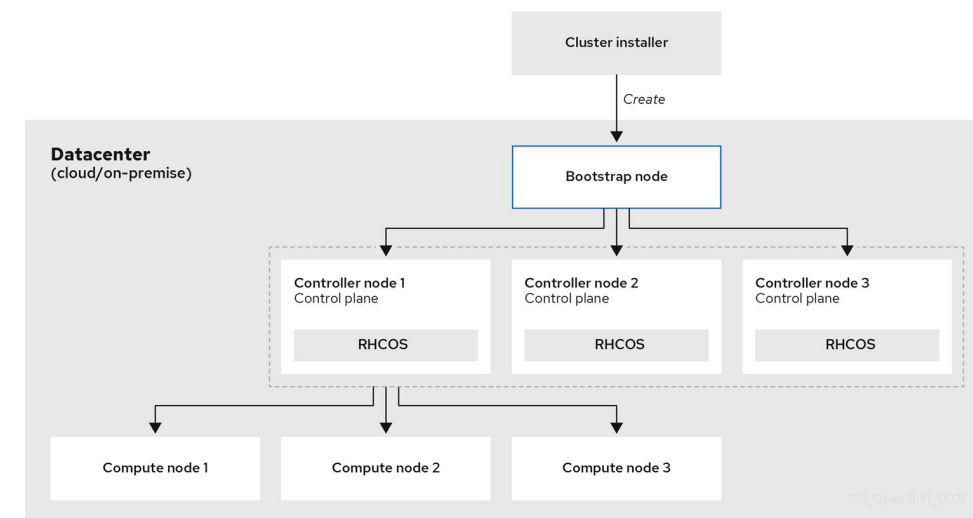 Cluster installer
Create
Datacenter
(cloud/on-premise)
Bootstrap node
Controller node 1
Control plane
RHCOS
Controller node 2
Control plane
RHCOS
Controller node 3
Control plane
RHCOS
Compute node 1
Compute node 2
Compute node 3
150_OpenShift_0921